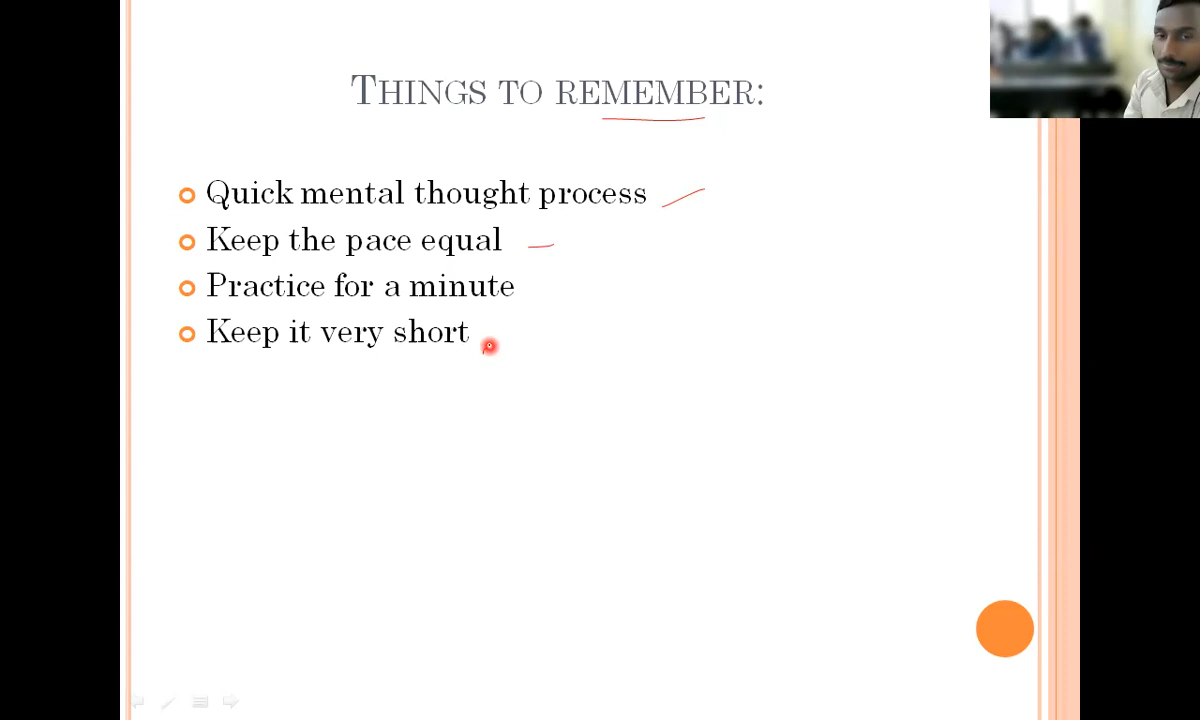 THINGS TO REMEMBER:
Quick mental thought process
Keep the pace equal
Practice for a minute
Keep it very short